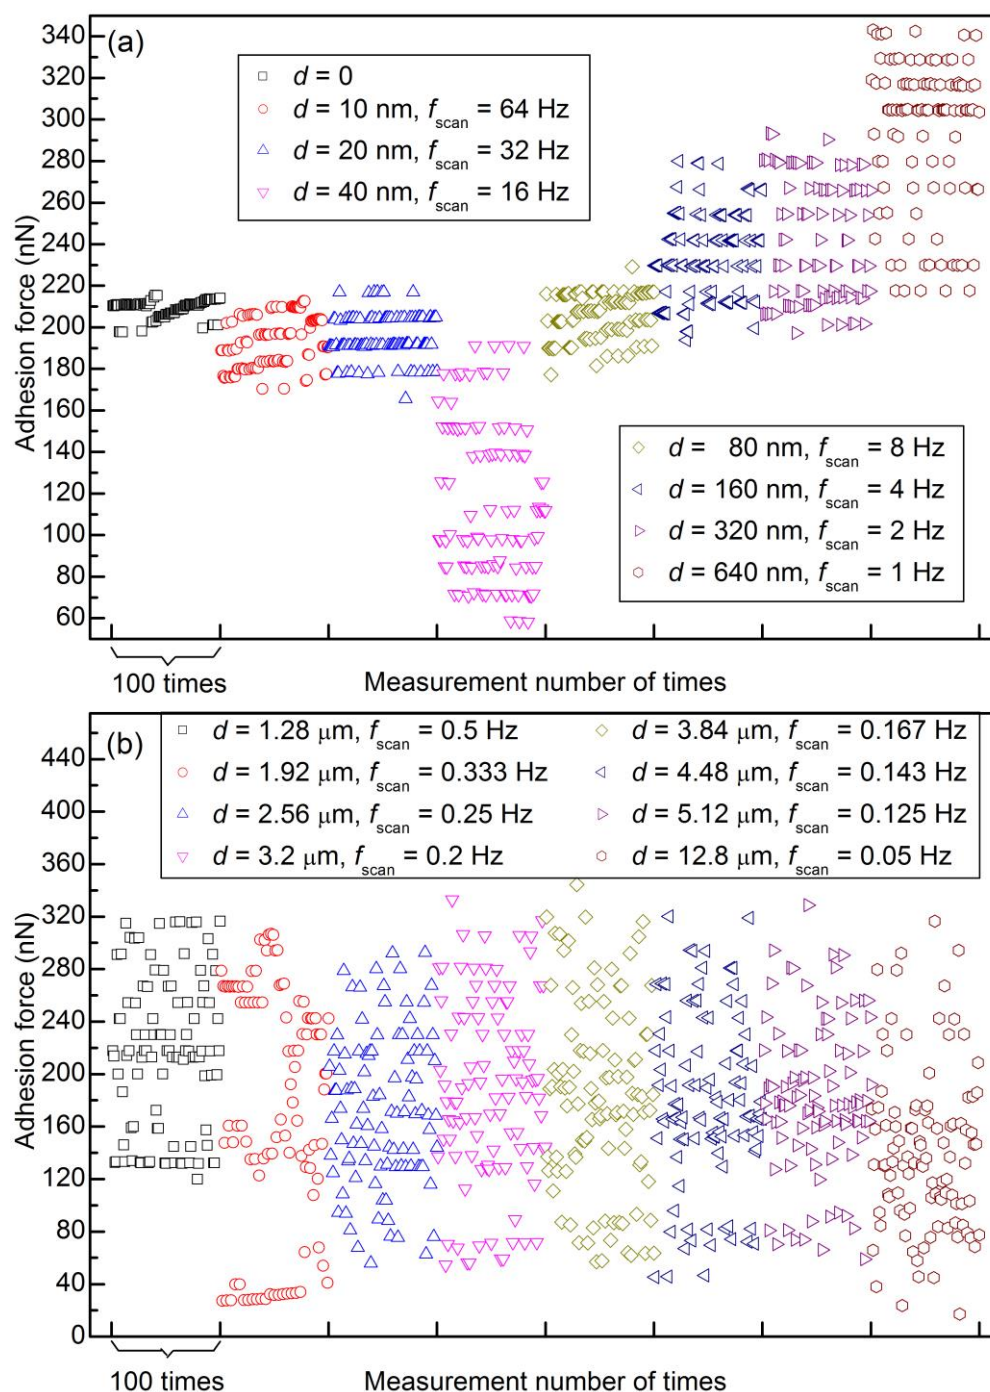 (a)
340
320
300
280
260
240
220
200
180
160
140
120
100
80
60
Adhesion force (nN)
d = 0
d = 10 nm, fscan = 64 Hz
d = 20 nm, fscan = 32 Hz
d = 40 nm, fscan = 16 Hz
d = 80 nm, fscan = 8 Hz
d = 160 nm, fscan = 4 Hz
d = 320 nm, fscan = 2 Hz
d = 640 nm, fscan = 1 Hz
100 times
Measurement number of times
(b)
440
400
360
320
280
240
200
160
120
80
40
0
Adhesion force (nN)
d = 1.28 μm, fscan = 0.5 Hz
d = 1.92 μm, fscan = 0.333 Hz
d = 2.56 μm, fscan = 0.25 Hz
d = 3.2 μm, fscan = 0.2 Hz
d = 3.84 μm, fscan = 0.167 Hz
d = 4.48 μm, fscan = 0.143 Hz
d = 5.12 μm, fscan = 0.125 Hz
d = 12.8 μm, fscan = 0.05 Hz
100 times
Measurement number of times